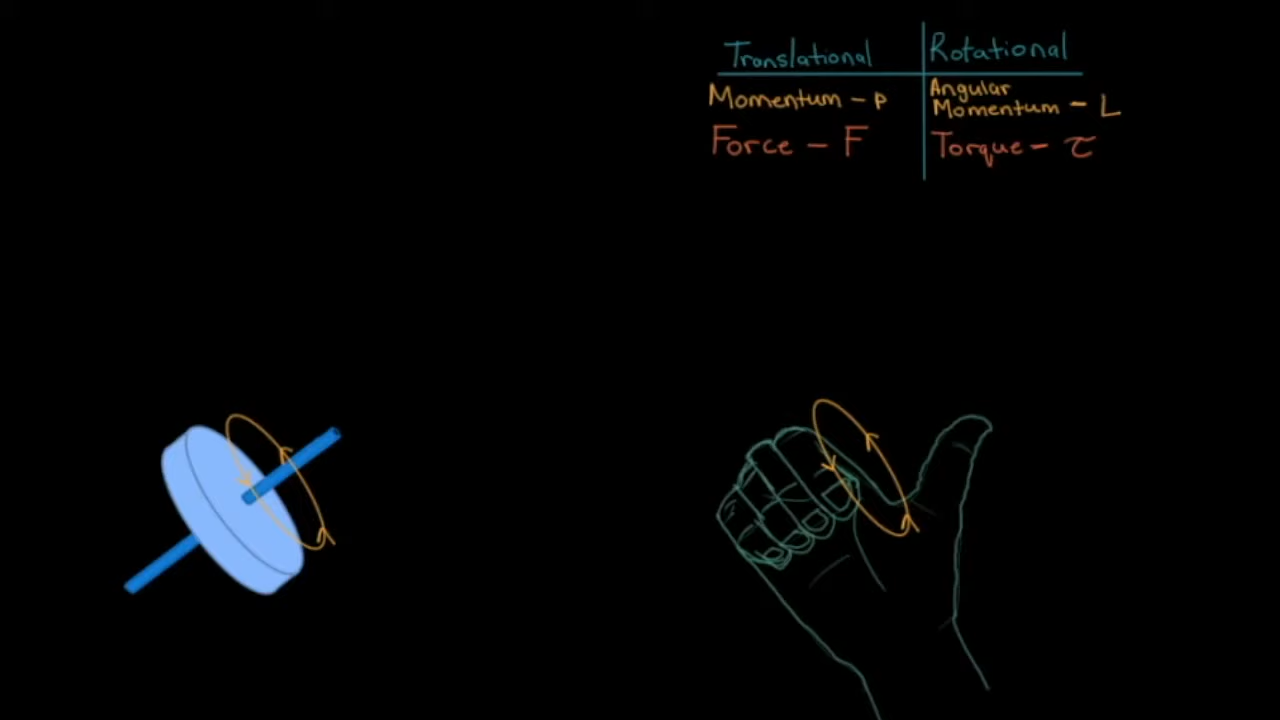 Translational Rotational
Momentum - p Angular Momentum - L
Force - F Torque - τ